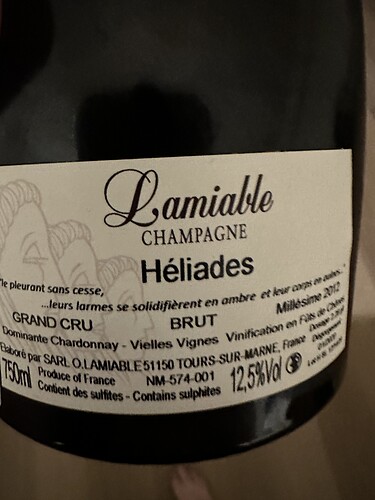 Lamiable
CHAMPAGNE
Héliades
le pleurant sans cesse,
...leurs larmes se solidifièrent en ambre et leur corps en
Millésime 2012
GRAND CRU BRUT
Dominante Chardonnay - Vieilles Vignes Vinification en Fûts de Chêne
Elaboré par SARL O.LAMIABLE 51150 TOURS-SUR-MARNE, France
750ml Produce of France NM-574-001 12,5%Vol
Contient des sulfites - Contains sulphites